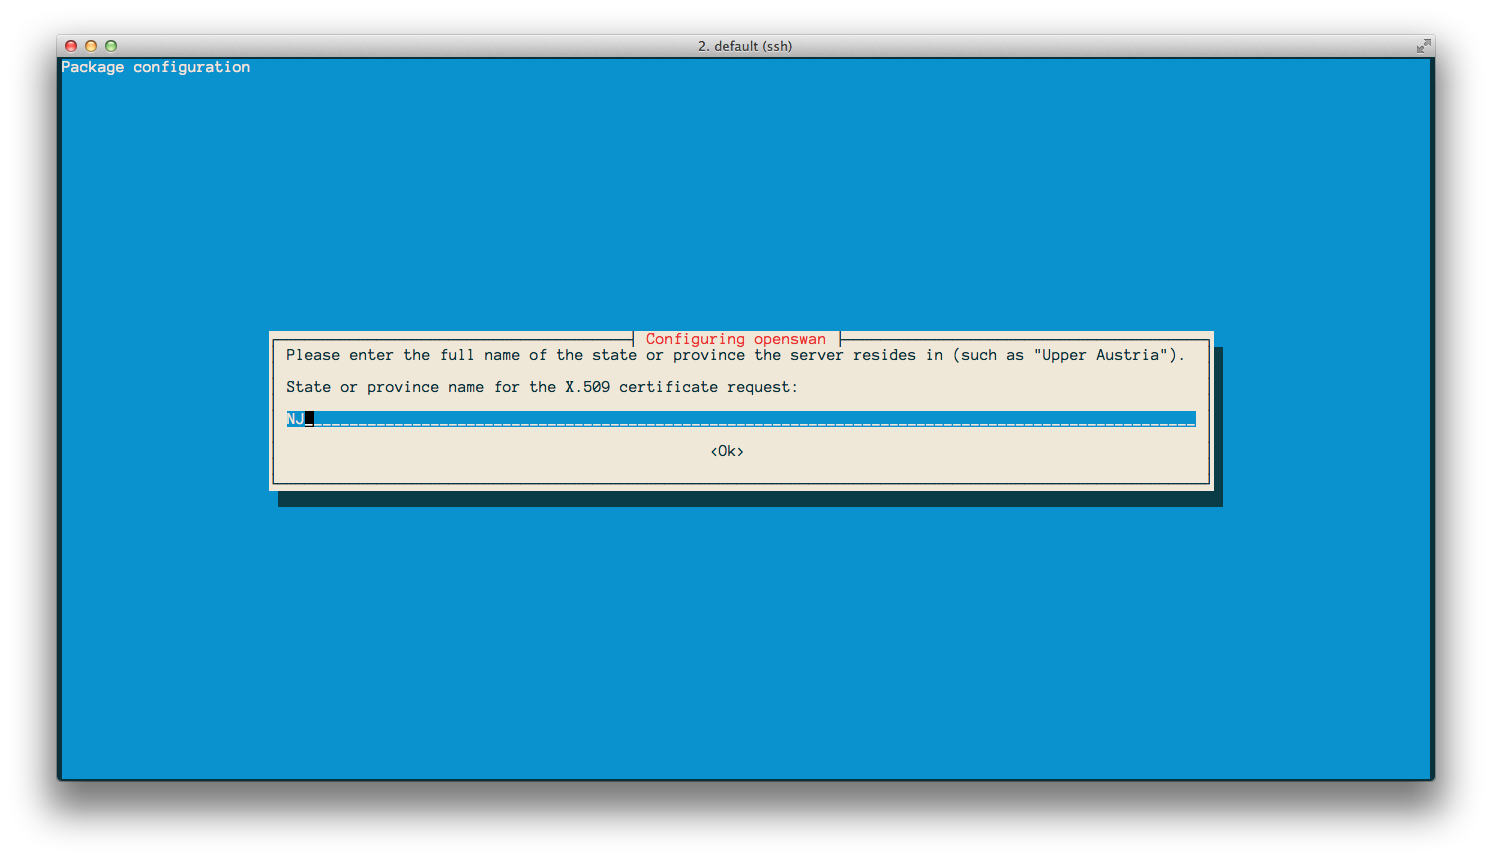 2. default (ssh)
Package configuration
Configuring openswan
Please enter the full name of the state or province the server resides in (such as "Upper Austria").
State or province name for the X.509 certificate request:
NJ
<Ok>